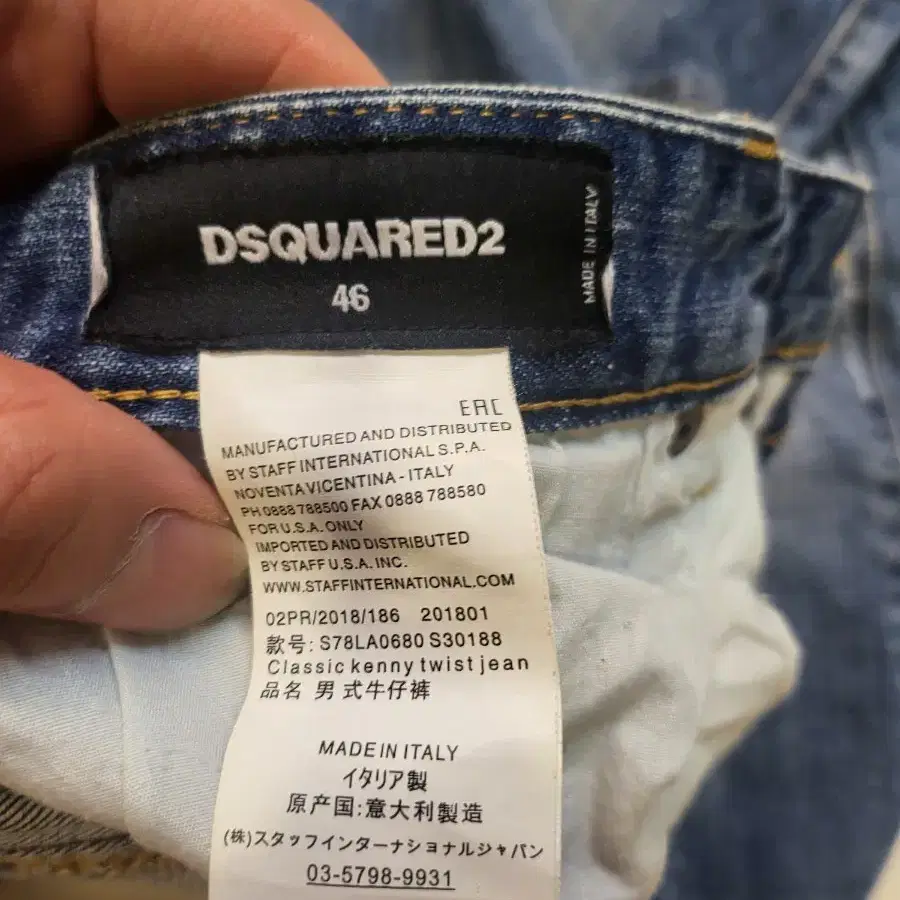 DSQUARED2
46
MADE IN ITALY
EAC
MANUFACTURED AND DISTRIBUTED
BY STAFF INTERNATIONAL S.P.A.
NOVENTA VICENTINA - ITALY
PH 0888 788500 FAX 0888 788580
FOR U.S.A. ONLY
IMPORTED AND DISTRIBUTED
BY STAFF U.S.A. INC.
WWW.STAFFINTERNATIONAL.COM
02PR/2018/186 201801
款号: S78LA0680 S30188
Classic kenny twist jean
品名 男式牛仔裤
MADE IN ITALY
イタリア製
原产国:意大利製造
(株)スタッフインターナショナルジャパン
03-5798-9931